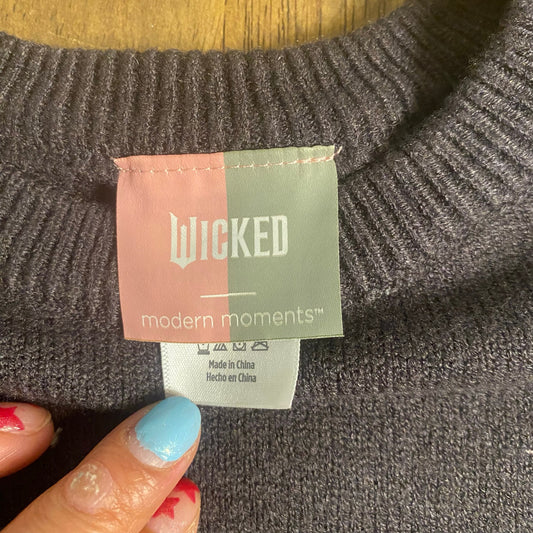 WICKED
modern moments™
Made in China
Hecho en China